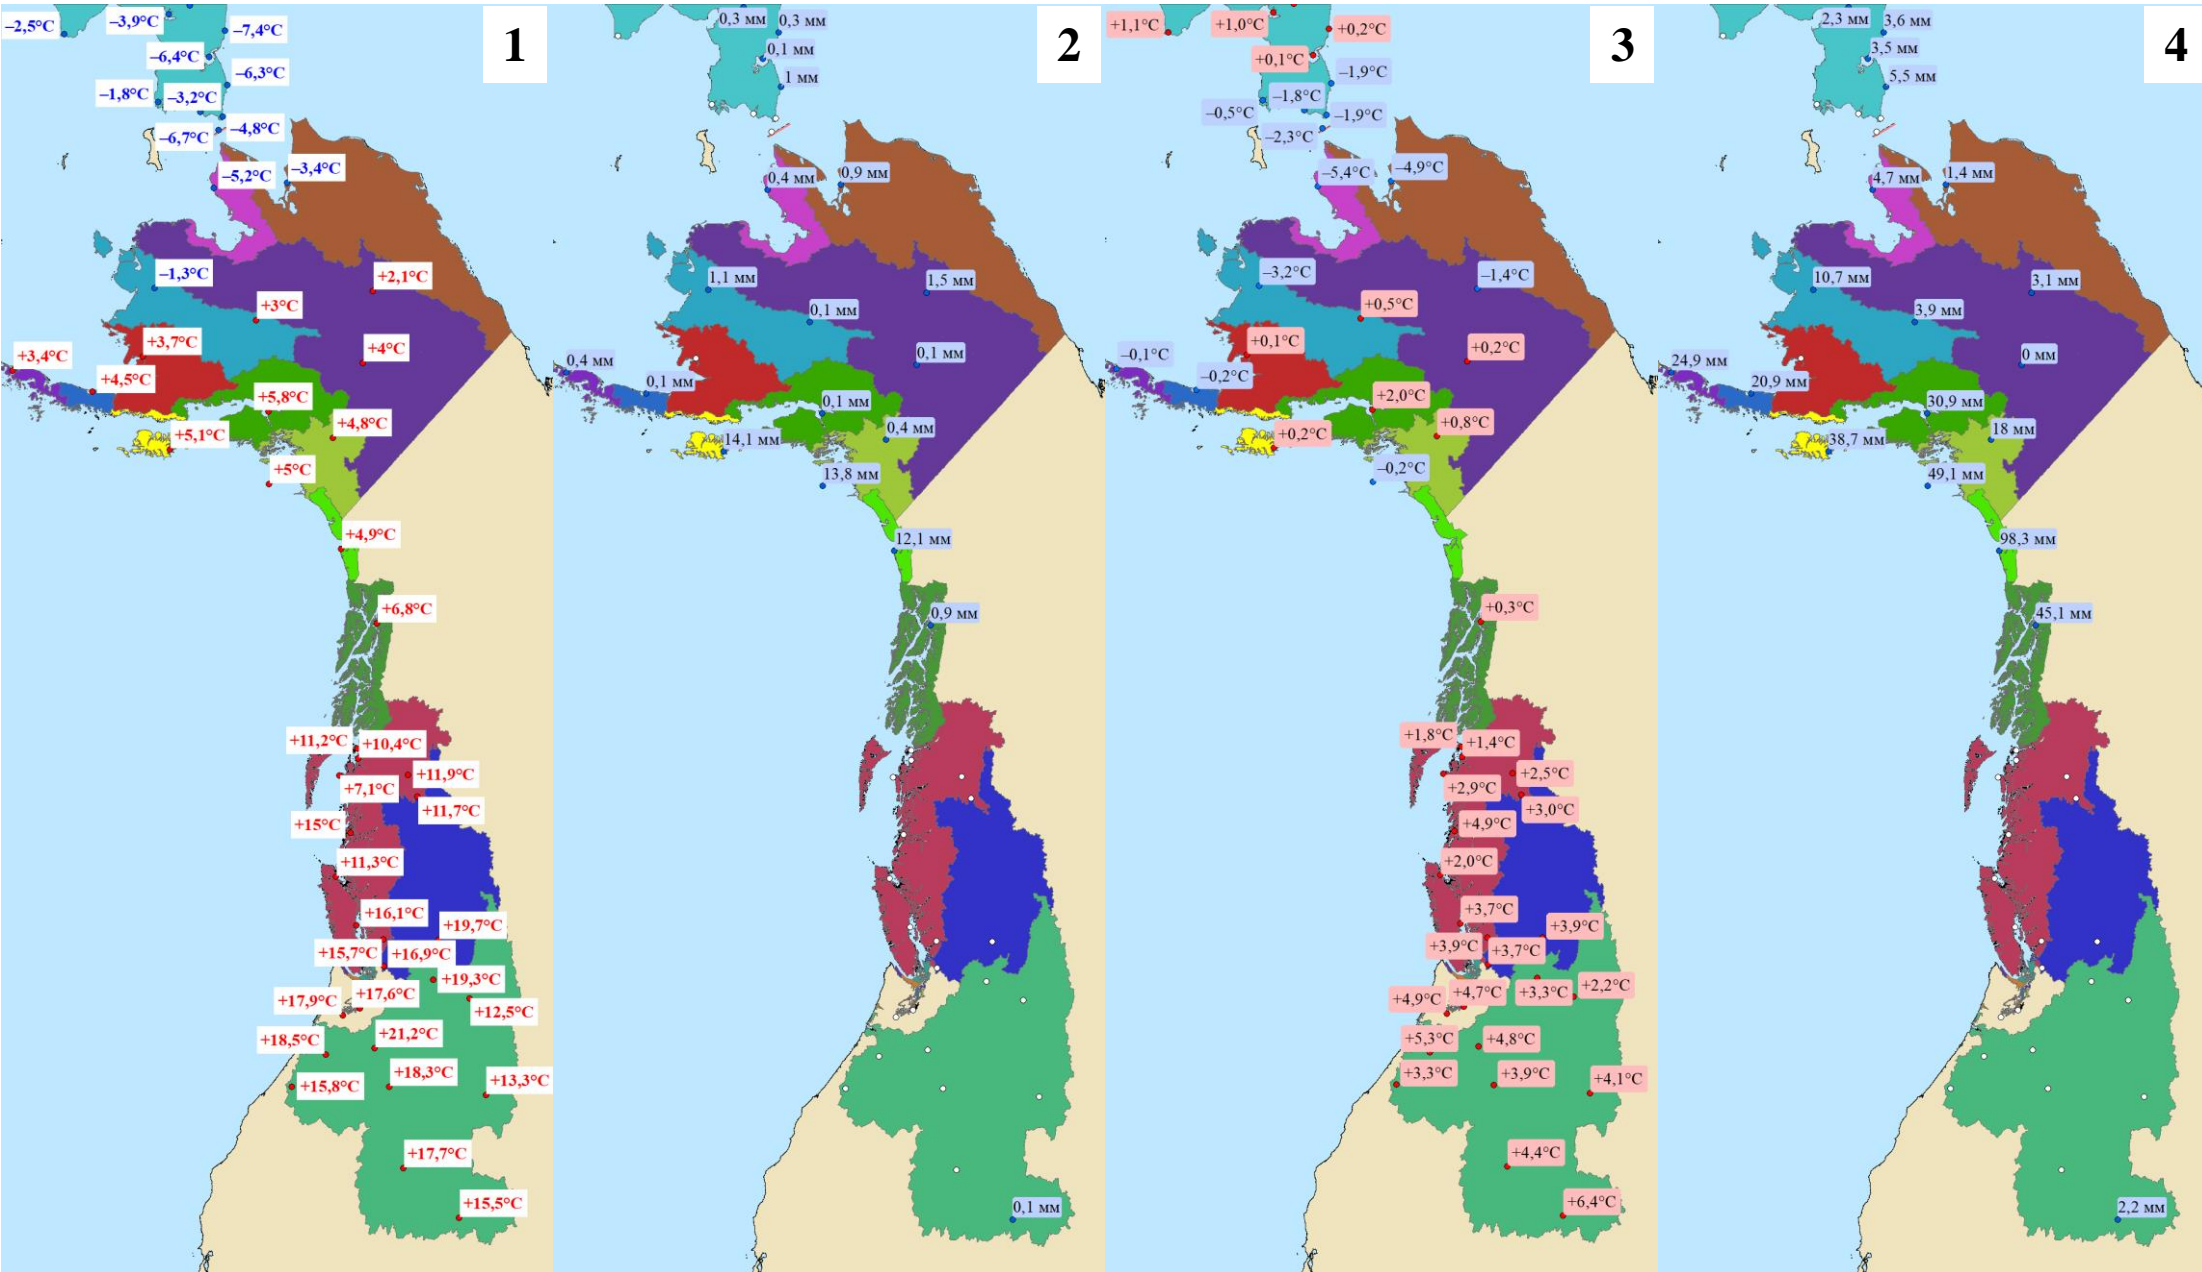 1
–2,5°C
–3,9°C
–7,4°C
–6,4°C
–6,3°C
–1,8°C
–3,2°C
–6,7°C
–4,8°C
–5,2°C
–3,4°C
–1,3°C
+2,1°C
+3°C
+3,7°C
+4°C
+3,4°C
+4,5°C
+5,8°C
+4,8°C
+5,1°C
+5°C
+4,9°C
+6,8°C
+11,2°C
+10,4°C
+11,9°C
+7,1°C
+11,7°C
+15°C
+11,3°C
+16,1°C
+19,7°C
+15,7°C
+16,9°C
+19,3°C
+17,9°C
+17,6°C
+12,5°C
+18,5°C
+21,2°C
+15,8°C
+18,3°C
+13,3°C
+17,7°C
+15,5°C
2
0,3 мм
0,3 мм
0,1 мм
1 мм
0,4 мм
0,9 мм
1,1 мм
1,5 мм
0,1 мм
0,1 мм
0,4 мм
0,1 мм
0,1 мм
0,4 мм
14,1 мм
13,8 мм
12,1 мм
0,9 мм
0,1 мм
3
+1,1°C
+1,0°C
+0,2°C
+0,1°C
–1,9°C
–1,8°C
–0,5°C
–1,9°C
–2,3°C
–5,4°C
–4,9°C
–3,2°C
–1,4°C
+0,5°C
+0,1°C
+0,2°C
–0,1°C
–0,2°C
+2,0°C
+0,8°C
+0,2°C
–0,2°C
+0,3°C
+1,8°C
+1,4°C
+2,5°C
+2,9°C
+3,0°C
+4,9°C
+2,0°C
+3,7°C
+3,9°C
+3,9°C
+3,7°C
+3,3°C
+2,2°C
+4,9°C
+4,7°C
+5,3°C
+4,8°C
+3,3°C
+3,9°C
+4,1°C
+4,4°C
+6,4°C
4
2,3 мм
3,6 мм
3,5 мм
5,5 мм
4,7 мм
1,4 мм
10,7 мм
3,1 мм
3,9 мм
0 мм
24,9 мм
20,9 мм
30,9 мм
18 мм
38,7 мм
49,1 мм
98,3 мм
45,1 мм
2,2 мм